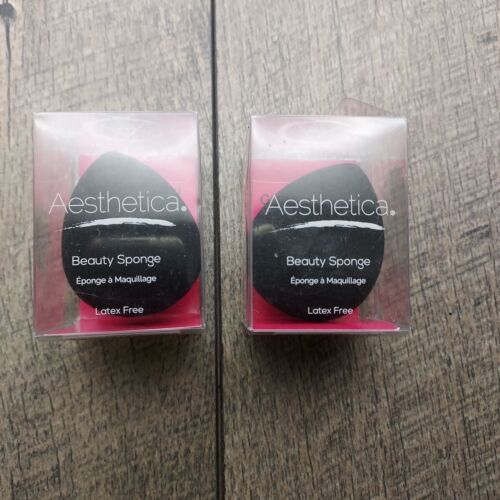 Aesthetica.
Beauty Sponge
Éponge à Maquillage
Latex Free
Aesthetica.
Beauty Sponge
Éponge à Maquillage
Latex Free